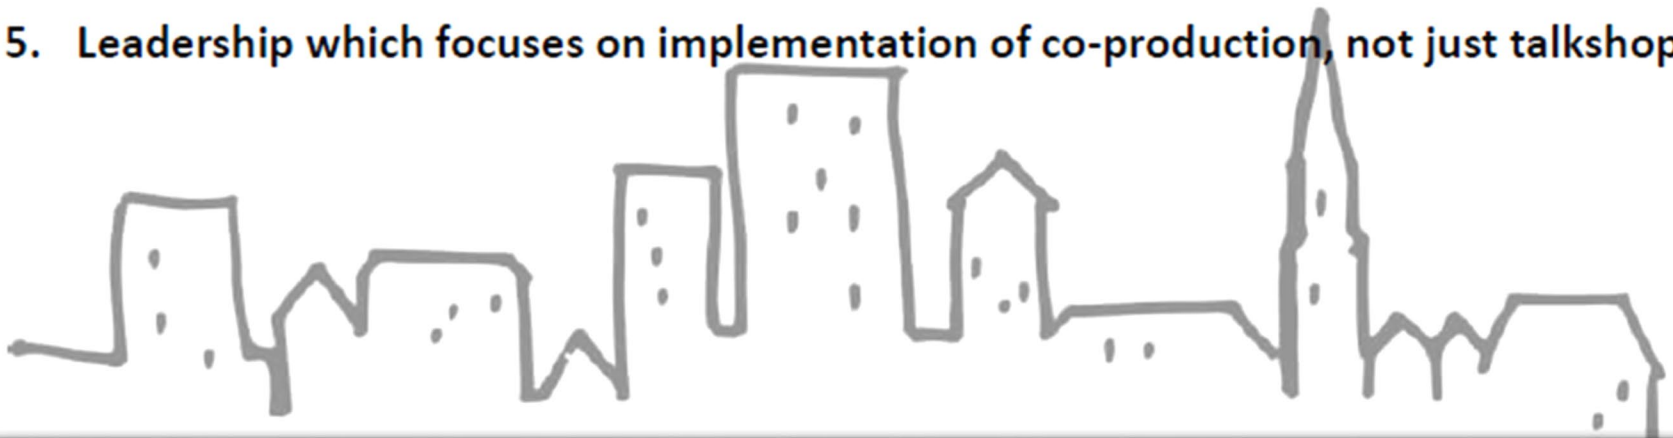 5. Leadership which focuses on implementation of co-production, not just talkshop